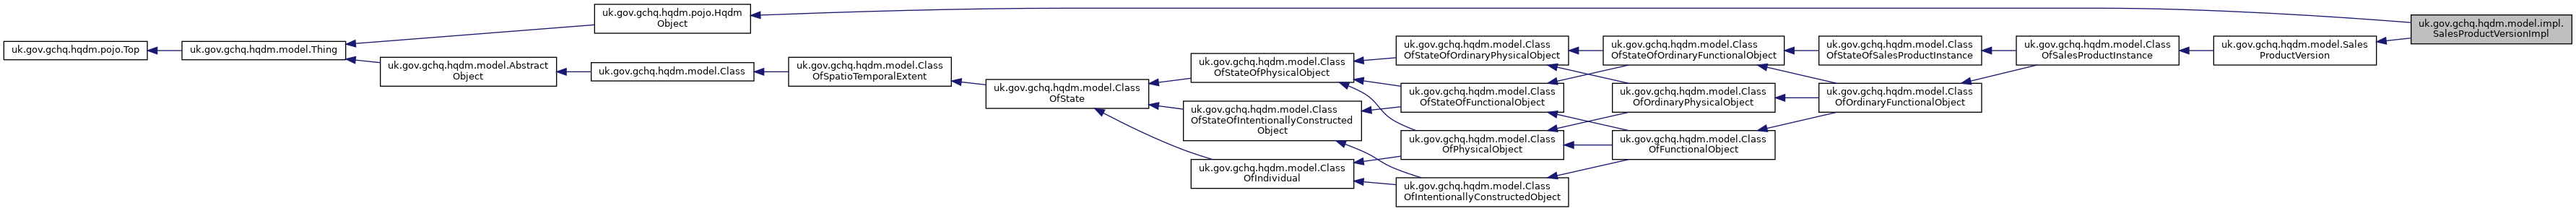 uk.gov.gchq.hqdm.pojo.Top
uk.gov.gchq.hqdm.model.Thing
uk.gov.gchq.hqdm.pojo.Hqdm
Object
uk.gov.gchq.hqdm.model.Abstract
Object
uk.gov.gchq.hqdm.model.Class
uk.gov.gchq.hqdm.model.Class
OfSpatioTemporalExtent
uk.gov.gchq.hqdm.model.Class
OfState
uk.gov.gchq.hqdm.model.Class
OfStateOfPhysicalObject
uk.gov.gchq.hqdm.model.Class
OfStateOfIntentionallyConstructed
Object
uk.gov.gchq.hqdm.model.Class
OfIndividual
uk.gov.gchq.hqdm.model.Class
OfStateOfOrdinaryPhysicalObject
uk.gov.gchq.hqdm.model.Class
OfStateOfFunctionalObject
uk.gov.gchq.hqdm.model.Class
OfPhysicalObject
uk.gov.gchq.hqdm.model.Class
OfIntentionallyConstructedObject
uk.gov.gchq.hqdm.model.Class
OfStateOfOrdinaryFunctionalObject
uk.gov.gchq.hqdm.model.Class
OfOrdinaryPhysicalObject
uk.gov.gchq.hqdm.model.Class
OfFunctionalObject
uk.gov.gchq.hqdm.model.Class
OfStateOfSalesProductInstance
uk.gov.gchq.hqdm.model.Class
OfOrdinaryFunctionalObject
uk.gov.gchq.hqdm.model.Class
OfSalesProductInstance
uk.gov.gchq.hqdm.model.Sales
ProductVersion
uk.gov.gchq.hqdm.model.impl.
SalesProductVersionImpl